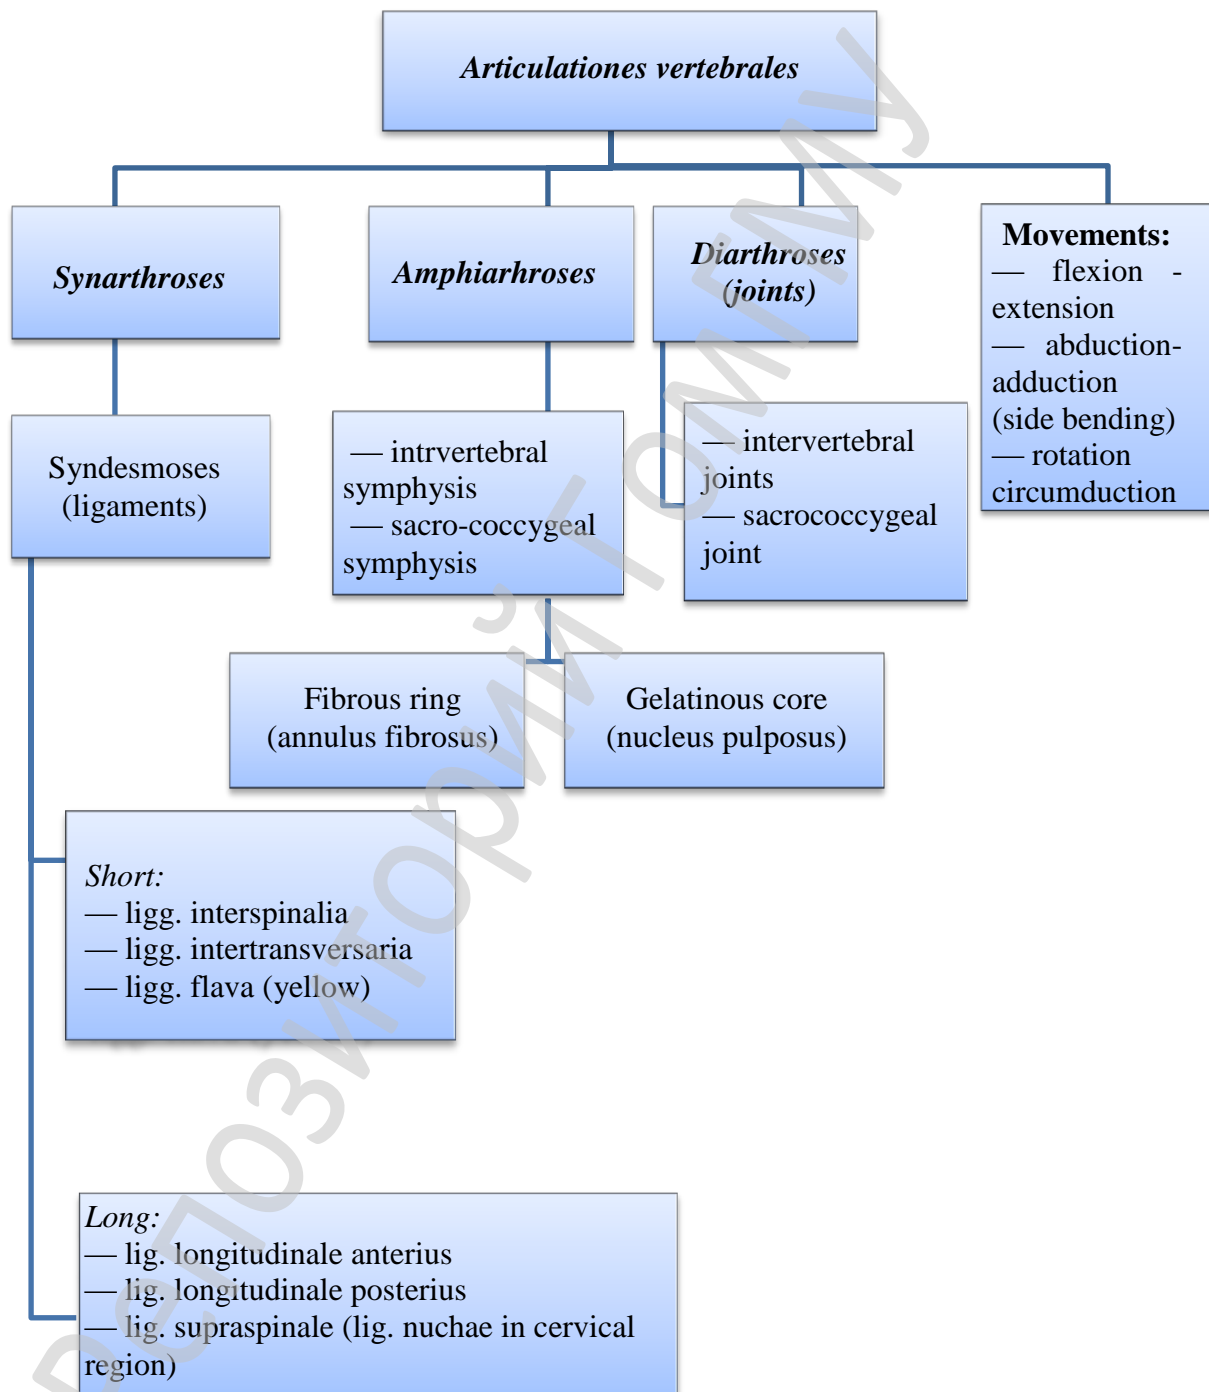 Articulationes vertebrales
Synarthroses
Amphiarhroses
Diarthroses
(joints)
Movements:
— flexion -
extension
— abduction-
adduction
(side bending)
— rotation
circumduction
Syndesmoses
(ligaments)
— intrvertebral
symphysis
— sacro-coccygeal
symphysis
— intervertebral
joints
— sacrococcygeal
joint
Fibrous ring
(annulus fibrosus)
Gelatinous core
(nucleus pulposus)
Short:
— ligg. interspinalia
— ligg. intertransversaria
— ligg. flava (yellow)
Long:
— lig. longitudinale anterius
— lig. longitudinale posterius
— lig. supraspinale (lig. nuchae in cervical
region)
Репозиторий ГомГМУ